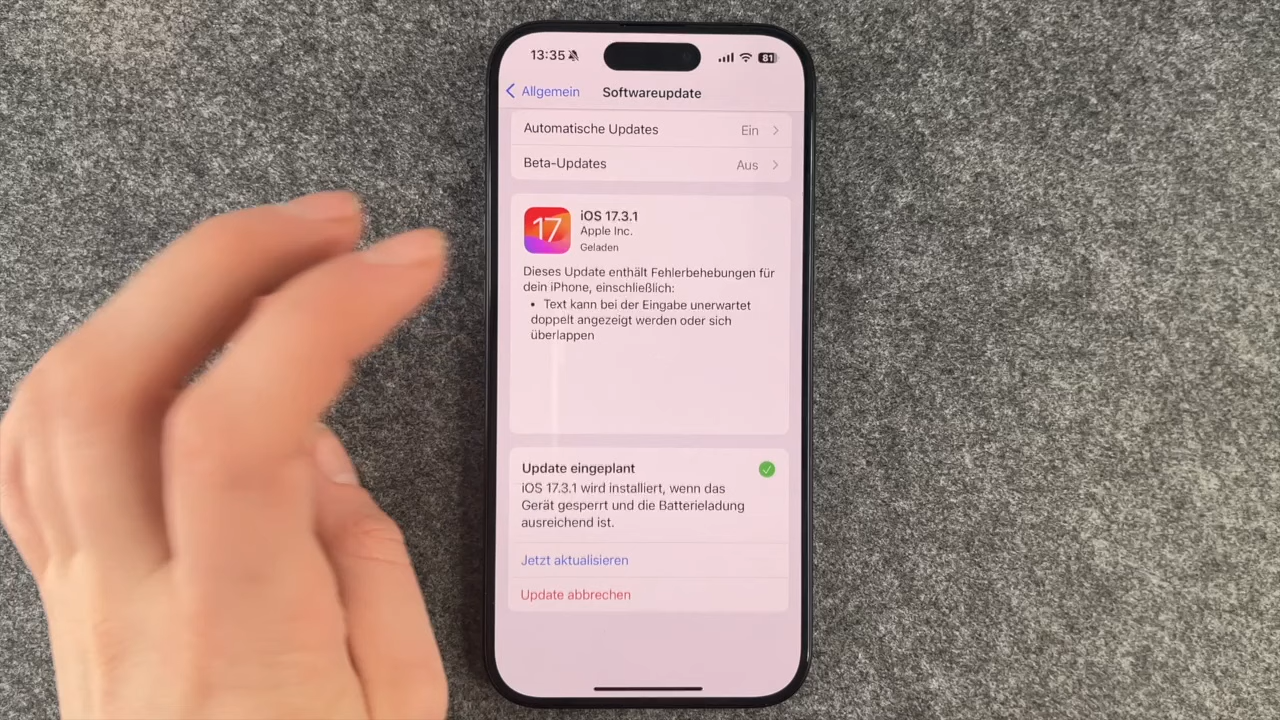 13:35
81
Allgemein
Softwareupdate
Automatische Updates Ein
Beta-Updates Aus
17
iOS 17.3.1
Apple Inc.
Geladen
Dieses Update enthält Fehlerbehebungen für
dein iPhone, einschließlich:
• Text kann bei der Eingabe unerwartet
doppelt angezeigt werden oder sich
überlappen
Update eingeplant
iOS 17.3.1 wird installiert, wenn das
Gerät gesperrt und die Batterieladung
ausreichend ist.
Jetzt aktualisieren
Update abbrechen